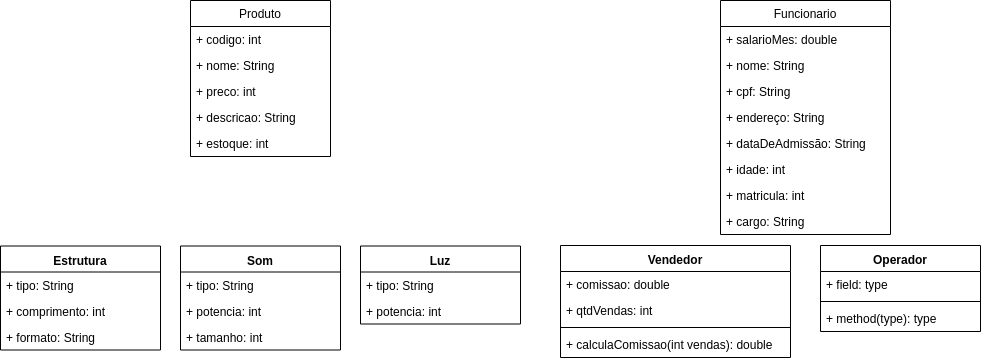 Produto
+ codigo: int
+ nome: String
+ preco: int
+ descricao: String
+ estoque: int
Funcionario
+ salarioMes: double
+ nome: String
+ cpf: String
+ endereço: String
+ dataDeAdmissão: String
+ idade: int
+ matricula: int
+ cargo: String
Estrutura
+ tipo: String
+ comprimento: int
+ formato: String
Som
+ tipo: String
+ potencia: int
+ tamanho: int
Luz
+ tipo: String
+ potencia: int
Vendedor
+ comissao: double
+ qtdVendas: int
+ calculaComissao(int vendas): double
Operador
+ field: type
+ method(type): type